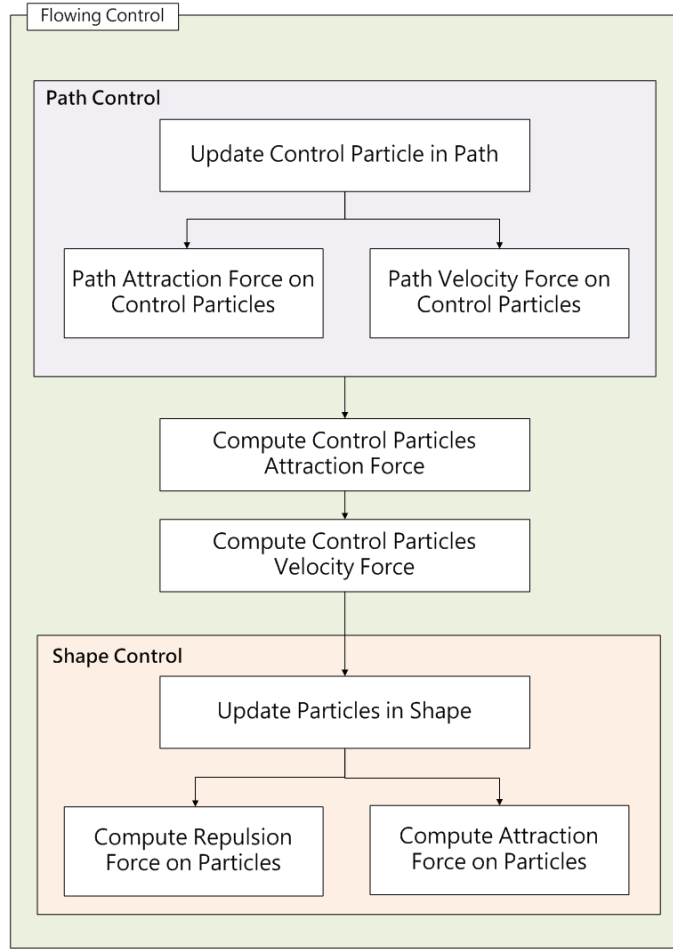 Flowing Control
Path Control
Update Control Particle in Path
Path Attraction Force on
Control Particles
Path Velocity Force on
Control Particles
Compute Control Particles
Attraction Force
Compute Control Particles
Velocity Force
Shape Control
Update Particles in Shape
Compute Repulsion
Force on Particles
Compute Attraction
Force on Particles